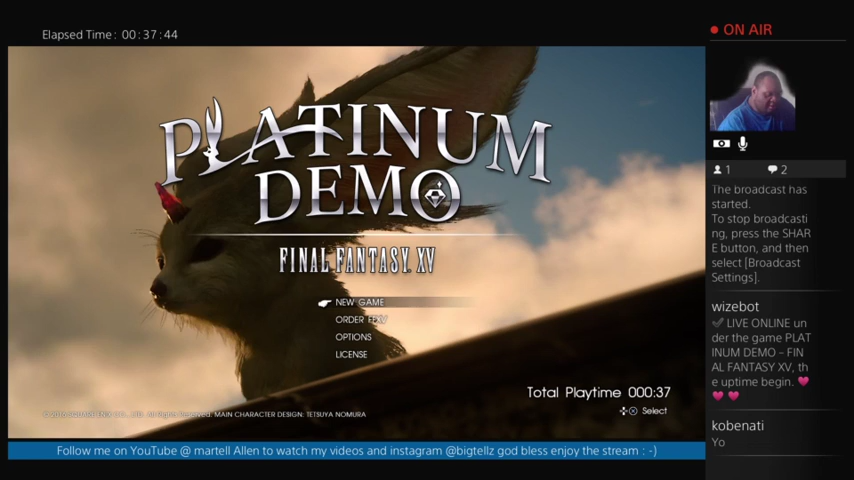 Elapsed Time: 00:37:44
ON AIR
PLATINUM
DEMO
FINAL FANTASY XV
NEW GAME
ORDER FFXV
OPTIONS
LICENSE
Total Playtime 000:37
Select
All Rights Reserved. MAIN CHARACTER DESIGN: TETSUYA NOMURA
Follow me on YouTube @ martell Allen to watch my videos and instagram @bigtellz god bless enjoy the stream : -)
1 2
The broadcast has
started.
To stop broadcasti
ng, press the SHAR
E button, and then
select [Broadcast
Settings].
wizebot
✅ LIVE ONLINE un
der the game PLAT
INUM DEMO – FIN
AL FANTASY XV, th
e uptime begin. ♥
♥ ♥
kobenati
Yo